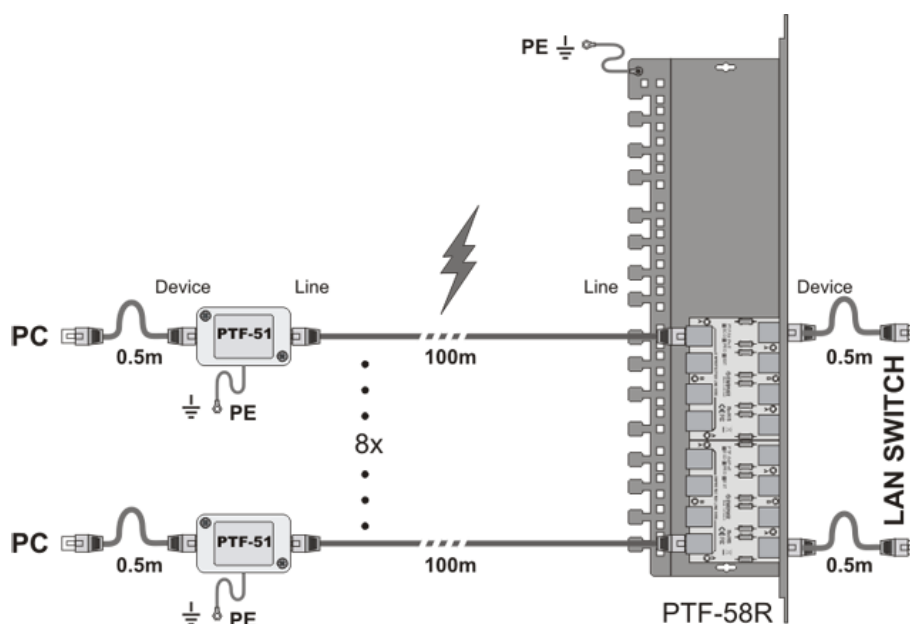 PE
Device
Line
Line
Device
PC
PTF-51
0.5m
100m
0.5m
PE
8x
LAN SWITCH
PC
PTF-51
0.5m
100m
0.5m
PE
PTF-58R